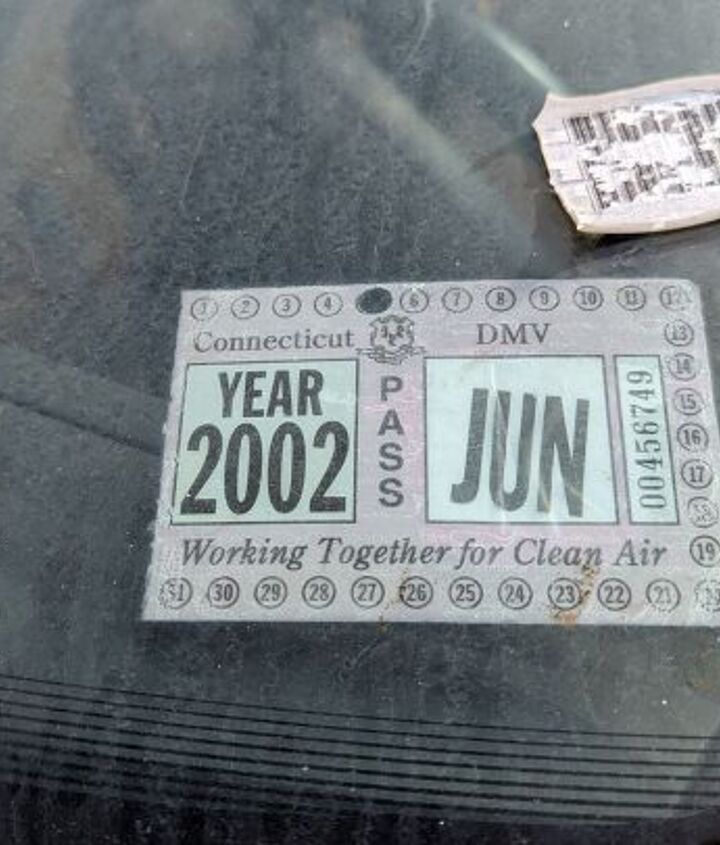 1 2 3 4 6 7 8 9 10 11 12
Connecticut DMV 13
YEAR PASS JUN 14
2002 00456749 15
16
17
18
Working Together for Clean Air 19
31 30 29 28 27 26 25 24 23 22 21